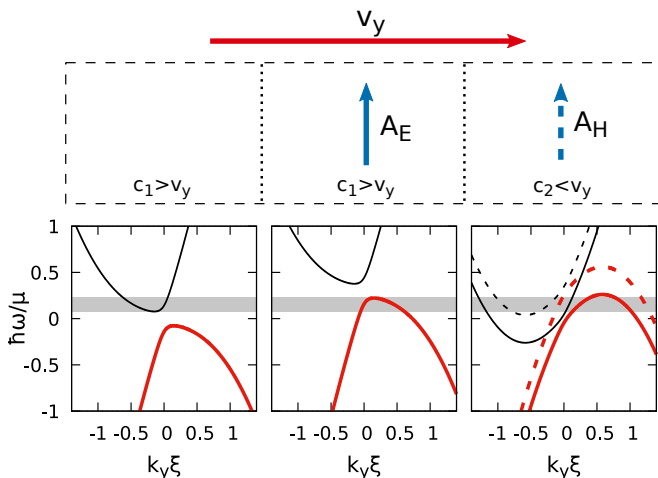 v_y
A_E
A_H
c_1>v_y
c_1>v_y
c_2<v_y
1
0.5
0
-0.5
-1
ħω/μ
-1 -0.5 0 0.5 1
-1 -0.5 0 0.5 1
-1 -0.5 0 0.5 1
k_yξ
k_yξ
k_yξ